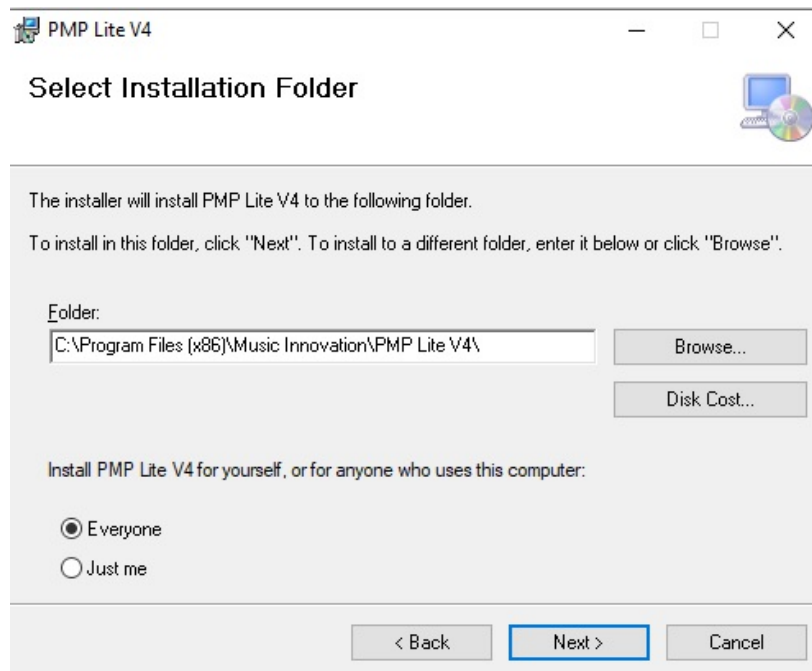 PMP Lite V4
Select Installation Folder
The installer will install PMP Lite V4 to the following folder.
To install in this folder, click "Next". To install to a different folder, enter it below or click "Browse".
Folder:
C:\Program Files (x86)\Music Innovation\PMP Lite V4\
Browse...
Disk Cost...
Install PMP Lite V4 for yourself, or for anyone who uses this computer:
Everyone
Just me
< Back
Next >
Cancel